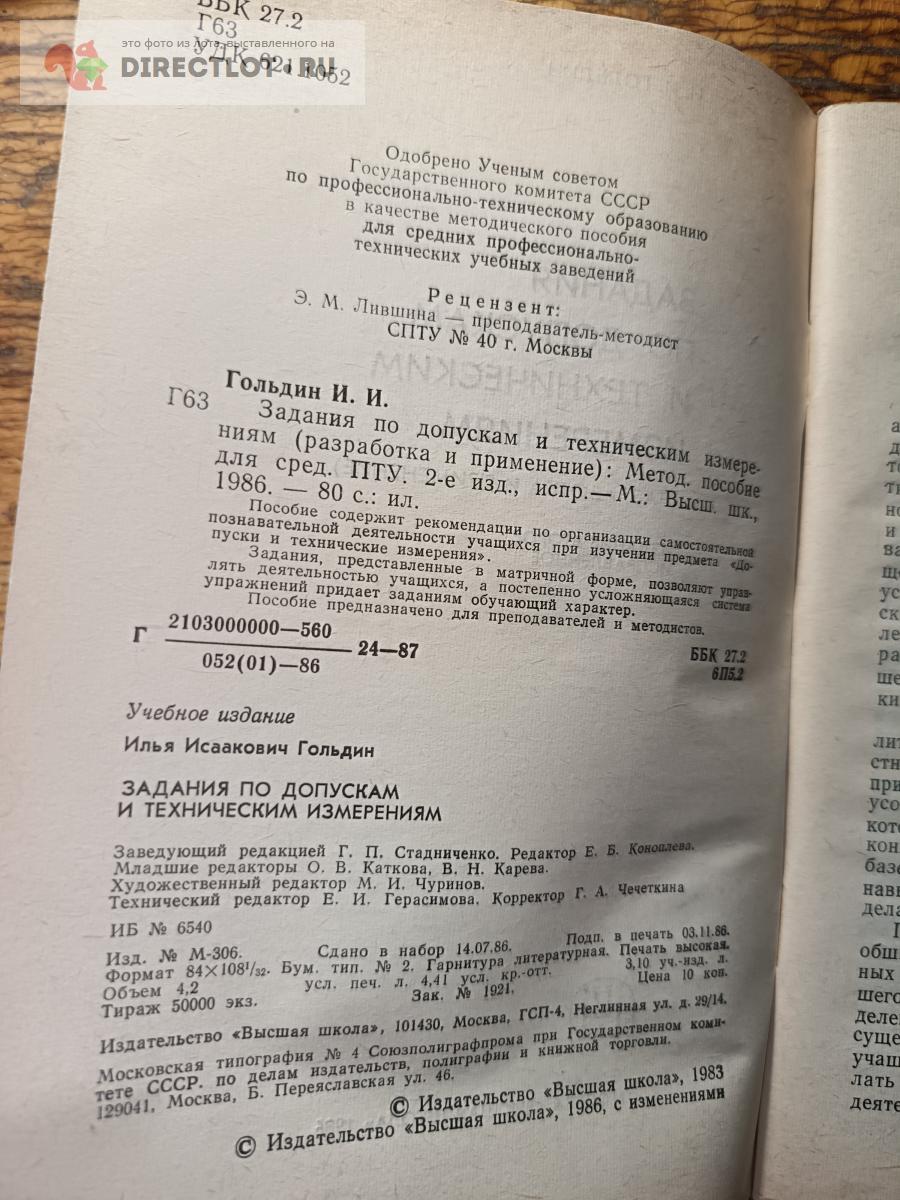 ББК 27.2
Г63
УДК 621 1052
это фото из лота, выставленного на
DIRECTLOT.RU
Одобрено Ученым советом
Государственного комитета СССР
по профессионально-техническому образованию
в качестве методического пособия
для средних профессионально-
технических учебных заведений
Рецензент:
Э. М. Лившина — преподаватель-методист
СПТУ № 40 г. Москвы
Гольдин И. И.
Г63 Задания по допускам и техническим измере-
ниям (разработка и применение): Метод. пособие
для сред. ПТУ. 2-е изд., испр.— М.: Высш. шк.,
1986. — 80 с.: ил.
Пособие содержит рекомендации по организации самостоятельной
познавательной деятельности учащихся при изучении предмета «До-
пуски и технические измерения».
Задания, представленные в матричной форме, позволяют управ-
лять деятельностью учащихся, а постепенно усложняющаяся система
упражнений придает заданиям обучающий характер.
Пособие предназначено для преподавателей и методистов.
Г 2103000000—560
052(01)—86
24—87
ББК 27.2
6П5.2
Учебное издание
Илья Исаакович Гольдин
ЗАДАНИЯ ПО ДОПУСКАМ
И ТЕХНИЧЕСКИМ ИЗМЕРЕНИЯМ
Заведующий редакцией Г. П. Стадниченко. Редактор Е. Б. Коноплева.
Младшие редакторы О. В. Каткова, В. Н. Карева.
Художественный редактор М. И. Чуринов.
Технический редактор Е. И. Герасимова. Корректор Г. А. Чечеткина
ИБ № 6540
Изд. № М-306. Сдано в набор 14.07.86. Подп. в печать 03.11.86.
Формат 84×108¹/₃₂. Бум. тип. № 2. Гарнитура литературная. Печать высокая.
Объем 4,2 усл. печ. л. 4,41 усл. кр.-отт. 3,10 уч.-изд. л.
Тираж 50000 экз. Зак. № 1921. Цена 10 коп.
Издательство «Высшая школа», 101430, Москва, ГСП-4, Неглинная ул. д. 29/14.
Московская типография № 4 Союзполиграфпрома при Государственном коми-
тете СССР. по делам издательств, полиграфии и книжной торговли.
129041, Москва, Б. Переяславская ул. 46.
© Издательство «Высшая школа», 1983
© Издательство «Высшая школа», 1986, с изменениями